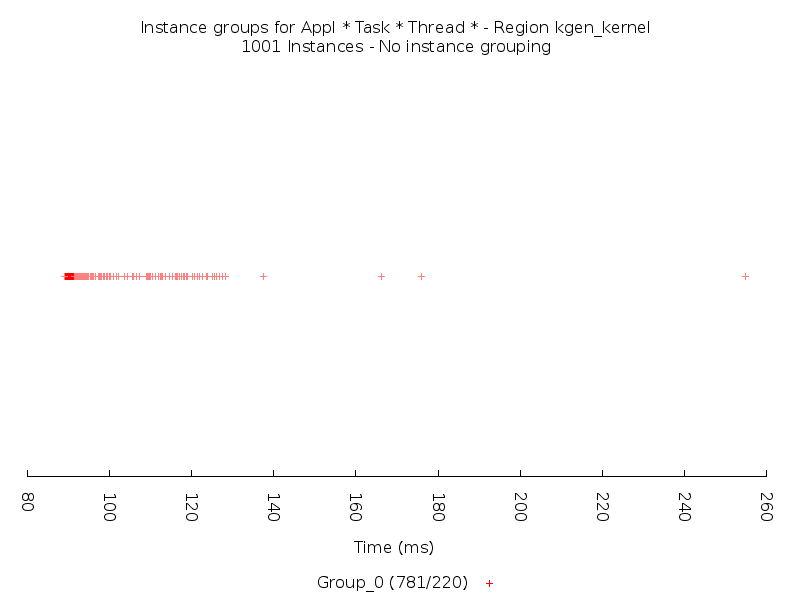 Instance groups for Appl * Task * Thread * - Region kgen_kernel
1001 Instances - No instance grouping
80 100 120 140 160 180 200 220 240 260
Time (ms)
Group_0 (781/220)